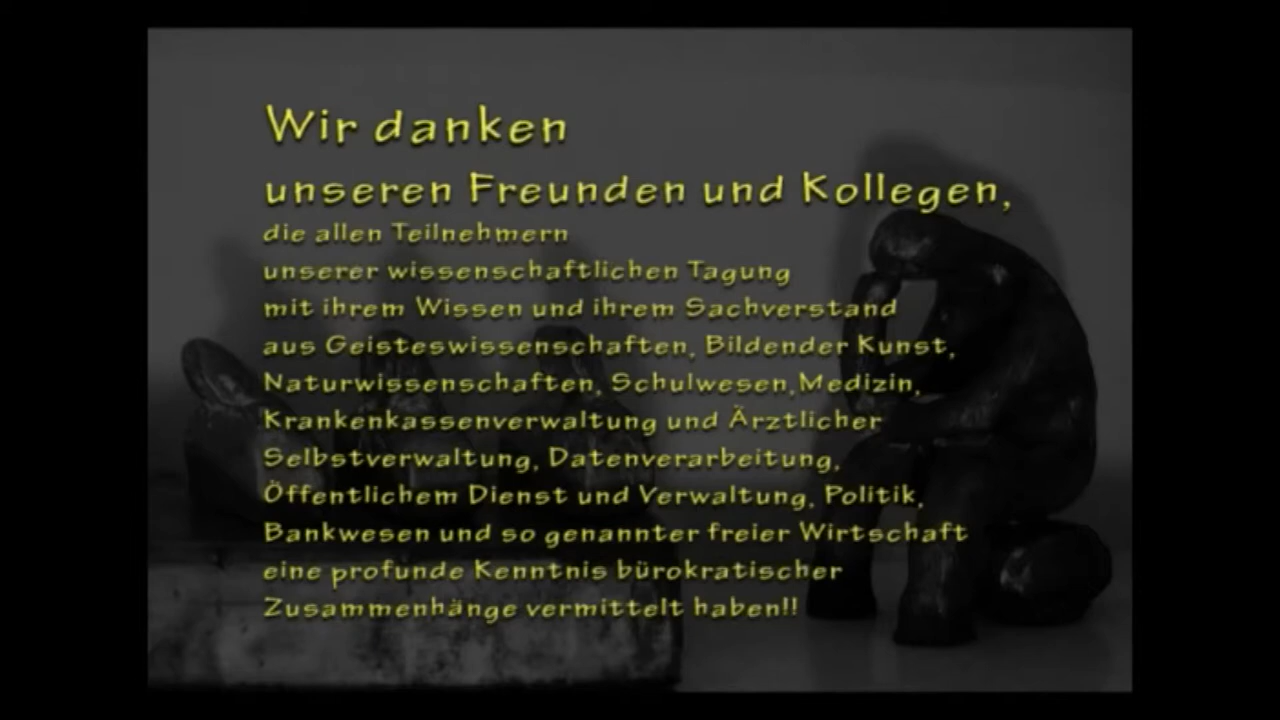 Wir danken
unseren Freunden und Kollegen,
die allen Teilnehmern
unserer wissenschaftlichen Tagung
mit ihrem Wissen und ihrem Sachverstand
aus Geisteswissenschaften, Bildender Kunst,
Naturwissenschaften, Schulwesen,Medizin,
Krankenkassenverwaltung und Ärztlicher
Selbstverwaltung, Datenverarbeitung,
Öffentlichem Dienst und Verwaltung, Politik,
Bankwesen und so genannter freier Wirtschaft
eine profunde Kenntnis bürokratischer
Zusammenhänge vermittelt haben!!